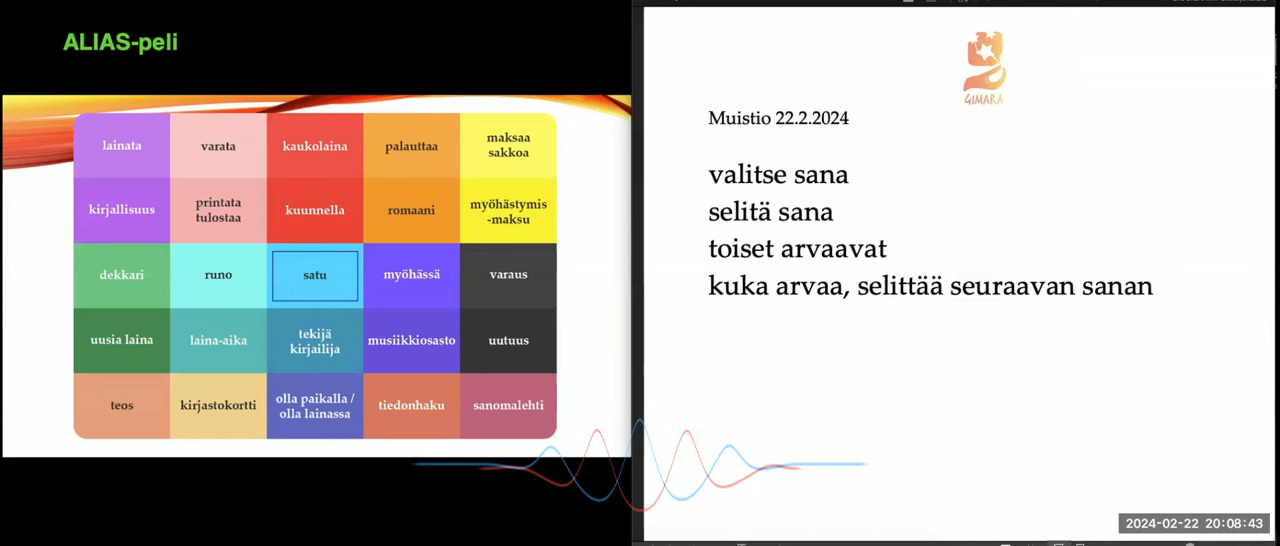 ALIAS-peli
lainata
varata
kaukolaina
palauttaa
maksaa
sakkoa
kirjallisuus
printata
tulostaa
kuunnella
romaani
myöhästymis
-maksu
dekkari
runo
satu
myöhässä
varaus
uusia laina
laina-aika
tekijä
kirjailija
musiikkiosasto
uutuus
teos
kirjastokortti
olla paikalla /
olla lainassa
tiedonhaku
sanomalehti
GIMARA
Muistio 22.2.2024
valitse sana
selitä sana
toiset arvaavat
kuka arvaa, selittää seuraavan sanan
2024-02-22 20:08:43